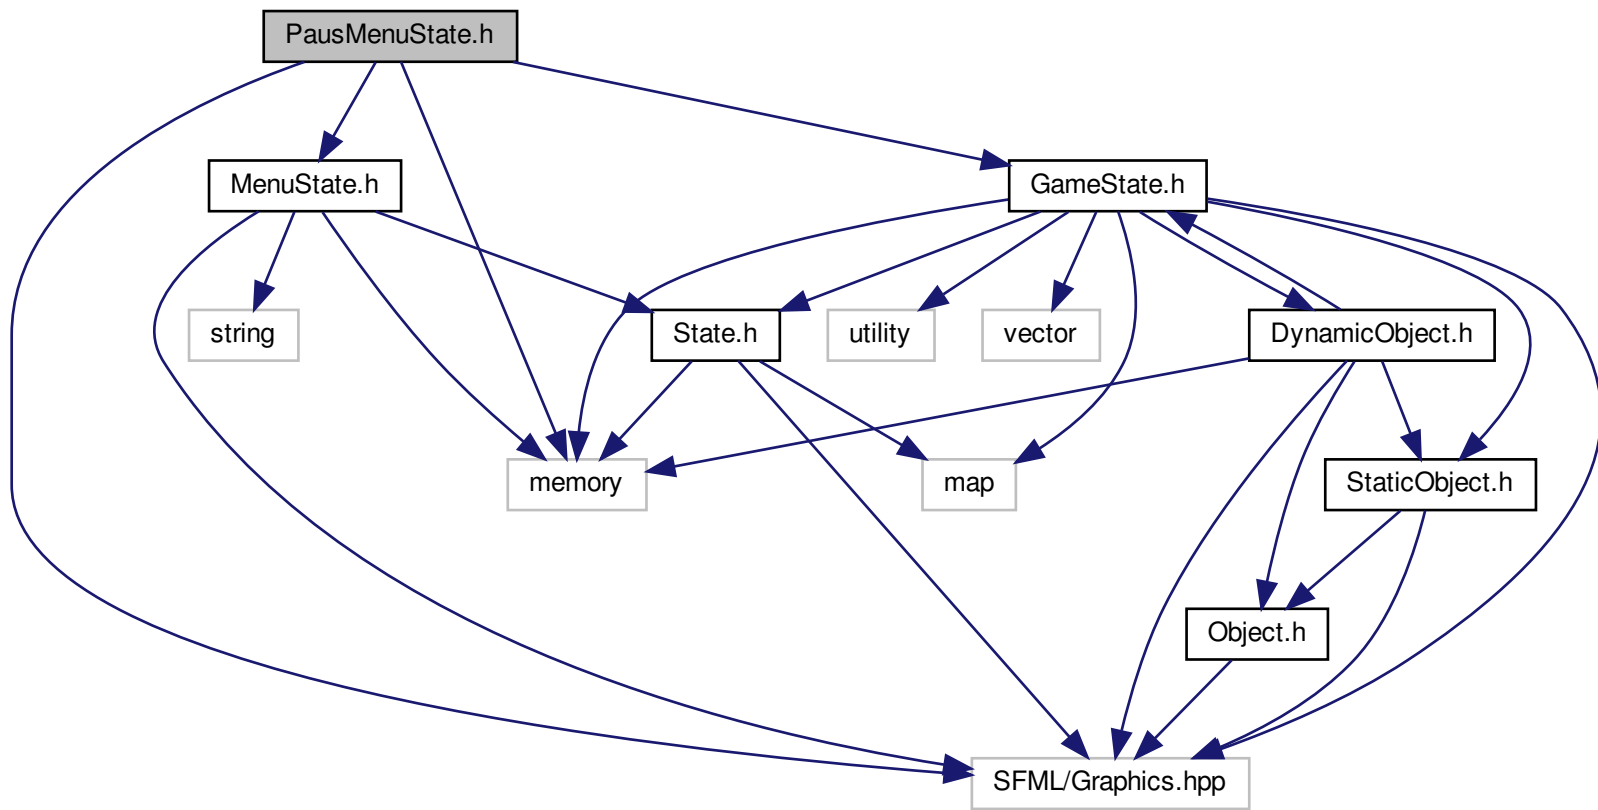 PausMenuState.h
MenuState.h
GameState.h
string
State.h
utility
vector
DynamicObject.h
memory
map
StaticObject.h
Object.h
SFML/Graphics.hpp